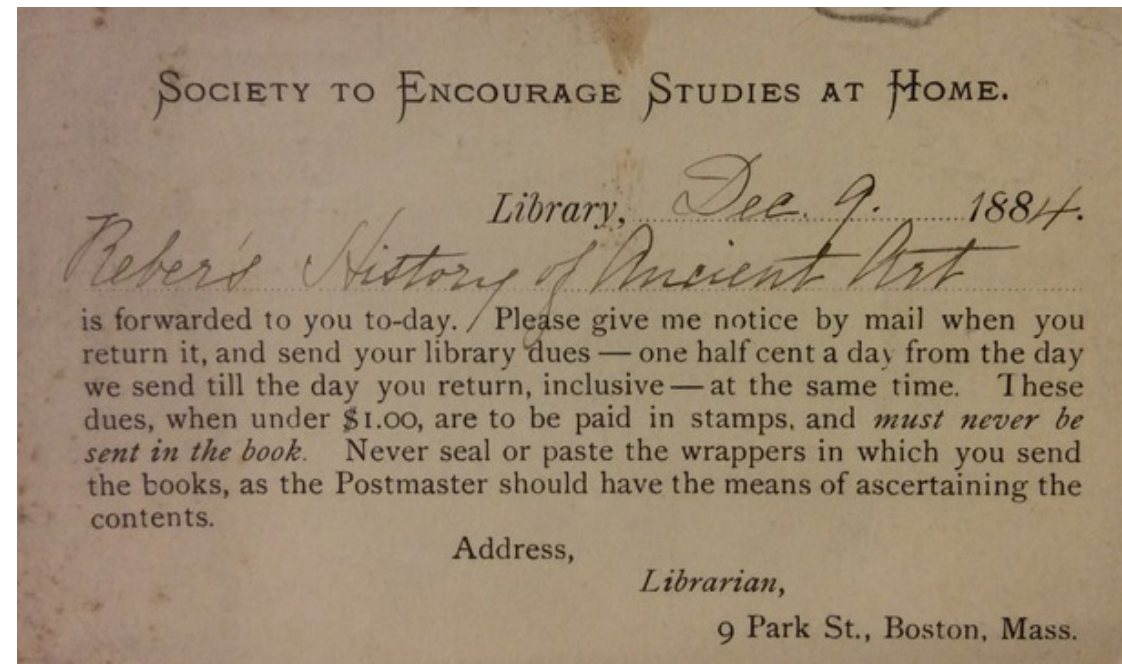 SOCIETY TO ENCOURAGE STUDIES AT HOME.
Library, Dec. 9. 1884.
Reber's History of Ancient Art
is forwarded to you to-day. Please give me notice by mail when you
return it, and send your library dues — one half cent a day from the day
we send till the day you return, inclusive — at the same time. These
dues, when under $1.00, are to be paid in stamps, and must never be
sent in the book. Never seal or paste the wrappers in which you send
the books, as the Postmaster should have the means of ascertaining the
contents.
Address,
Librarian,
9 Park St., Boston, Mass.